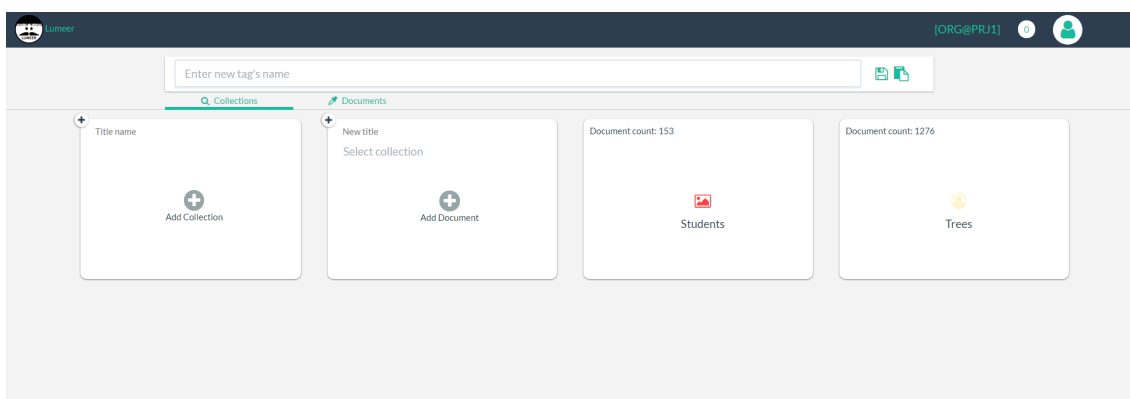 LUMEER
Lumeer
[ORG@PRJ1]
0
Enter new tag's name
Collections
Documents
Title name
Add Collection
New title
Select collection
Add Document
Document count: 153
Students
Document count: 1276
Trees